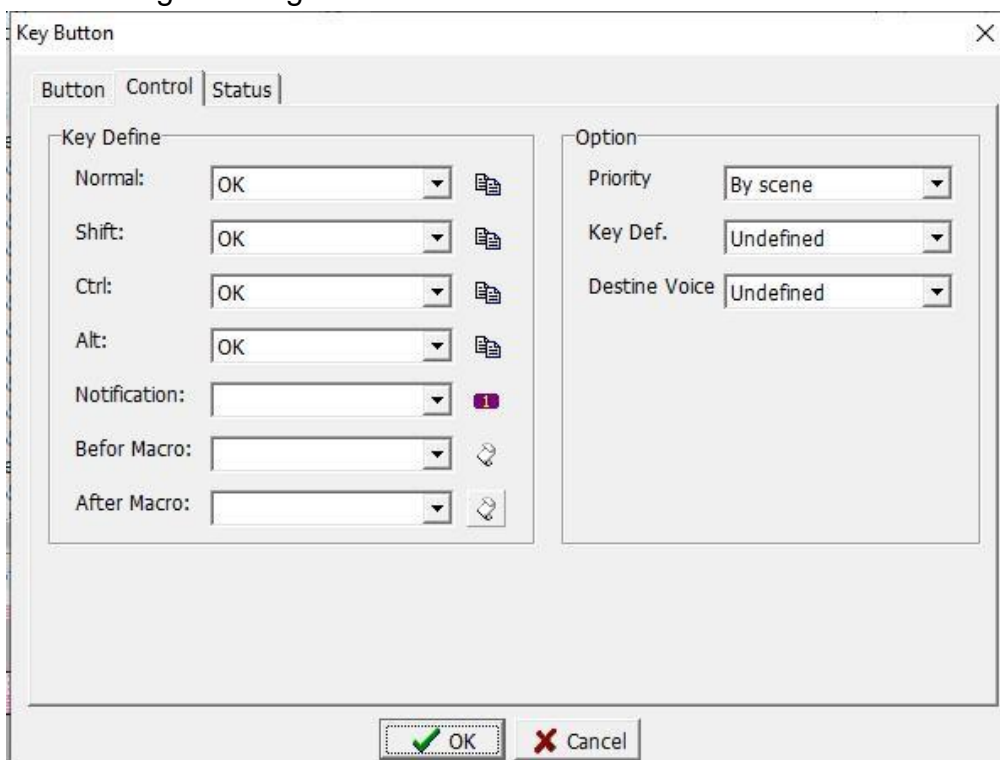 Key Button
Button Control Status
Key Define
Normal: OK
Shift: OK
Ctrl: OK
Alt: OK
Notification: 1
Befor Macro:
After Macro:
Option
Priority By scene
Key Def. Undefined
Destine Voice Undefined
OK Cancel